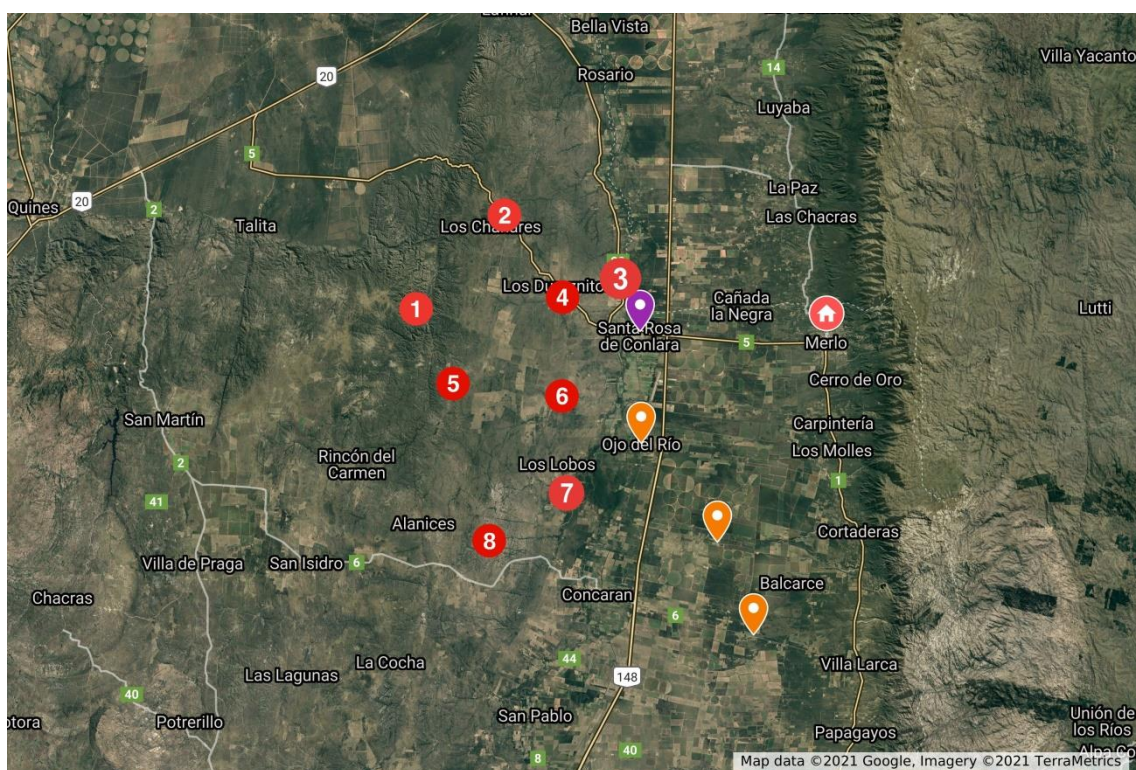 Bella Vista
Villa Yacanto
14
20
Rosario
Luyaba
5
20
La Paz
Quines
2
Talita
2
Los Chañares
Las Chacras
3
1
4
Cañada
la Negra
Lutti
Santa Rosa
de Conlara
5
Merlo
5
6
Cerro de Oro
San Martín
Carpintería
Ojo del Río
Los Molles
Rincón del
Carmen
Los Lobos
2
1
41
7
Alanices
8
Cortaderas
Villa de Praga
San Isidro
6
Balcarce
Chacras
Concaran
6
La Cocha
44
Villa Larca
Las Lagunas
148
40
Potrerillo
San Pablo
Unión de
los Ríos
Papagayos
8
40
Map data ©2021 Google, Imagery ©2021 TerraMetrics